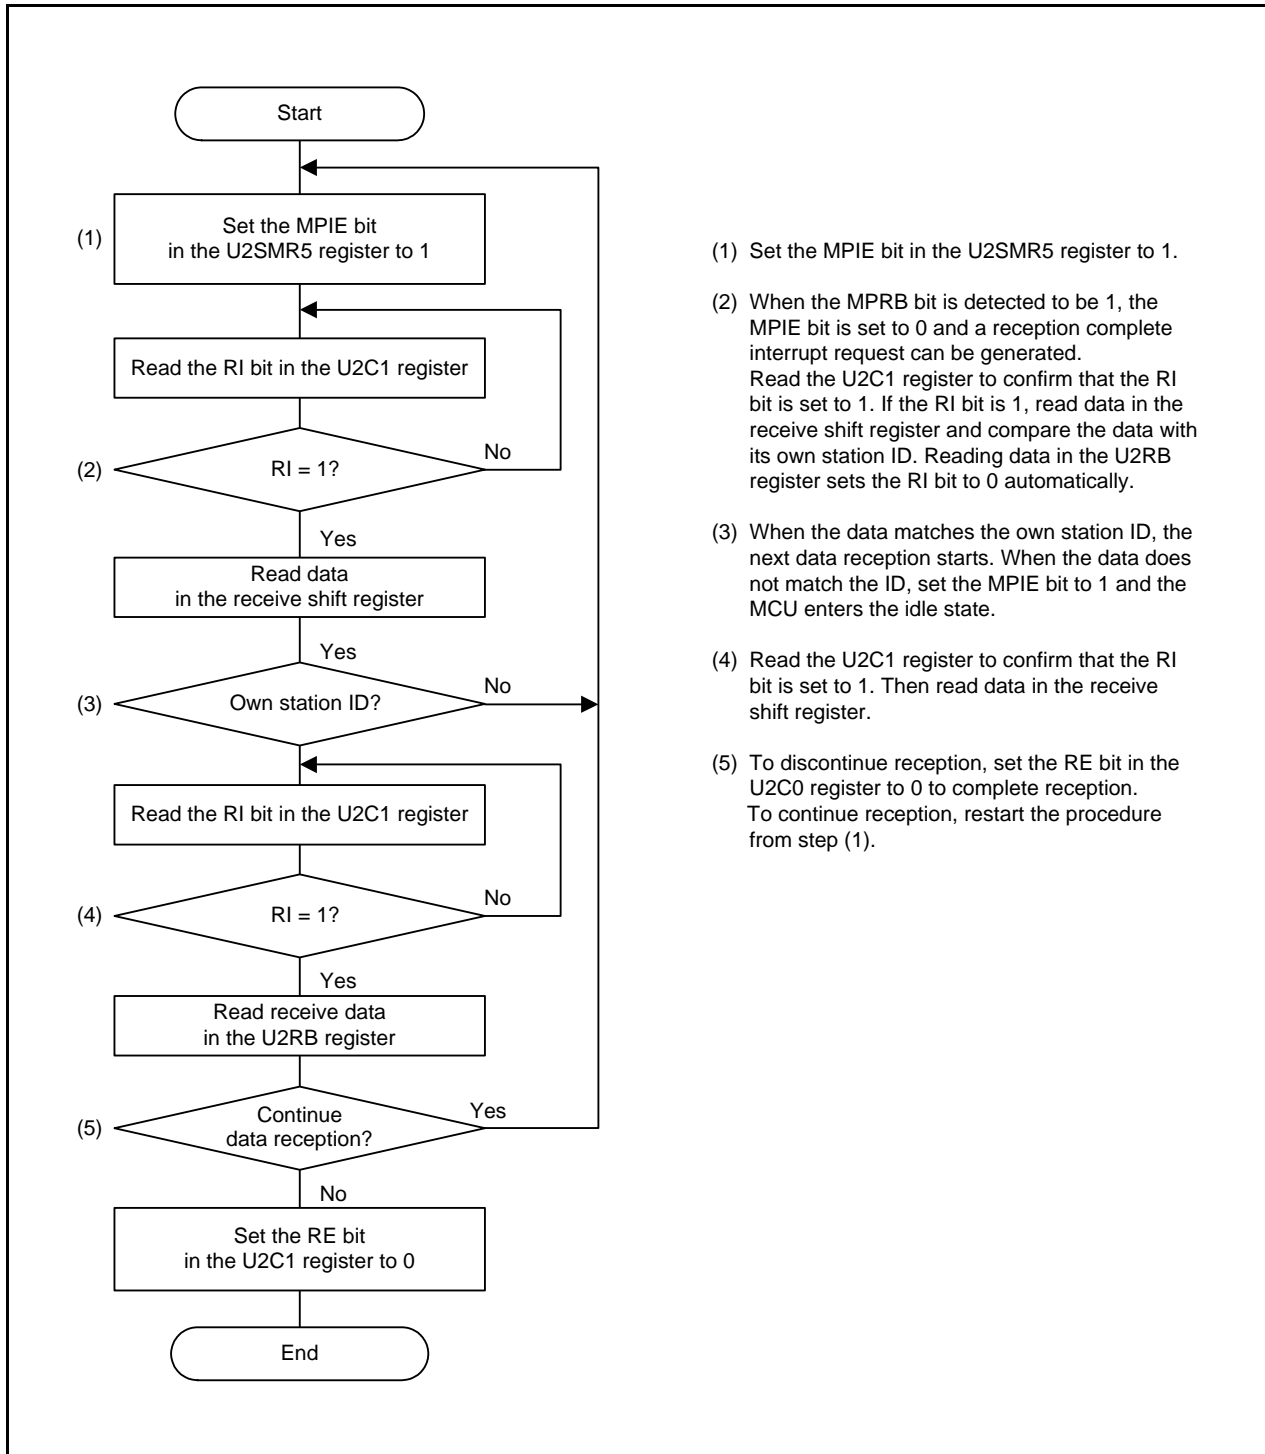 Start
(1)
Set the MPIE bit
in the U2SMR5 register to 1
Read the RI bit in the U2C1 register
(2)
RI = 1?
No
Yes
Read data
in the receive shift register
Yes
(3)
Own station ID?
No
Read the RI bit in the U2C1 register
(4)
RI = 1?
No
Yes
Read receive data
in the U2RB register
(5)
Continue
data reception?
Yes
No
Set the RE bit
in the U2C1 register to 0
End
(1) Set the MPIE bit in the U2SMR5 register to 1.
(2) When the MPRB bit is detected to be 1, the
MPIE bit is set to 0 and a reception complete
interrupt request can be generated.
Read the U2C1 register to confirm that the RI
bit is set to 1. If the RI bit is 1, read data in the
receive shift register and compare the data with
its own station ID. Reading data in the U2RB
register sets the RI bit to 0 automatically.
(3) When the data matches the own station ID, the
next data reception starts. When the data does
not match the ID, set the MPIE bit to 1 and the
MCU enters the idle state.
(4) Read the U2C1 register to confirm that the RI
bit is set to 1. Then read data in the receive
shift register.
(5) To discontinue reception, set the RE bit in the
U2C0 register to 0 to complete reception.
To continue reception, restart the procedure
from step (1).